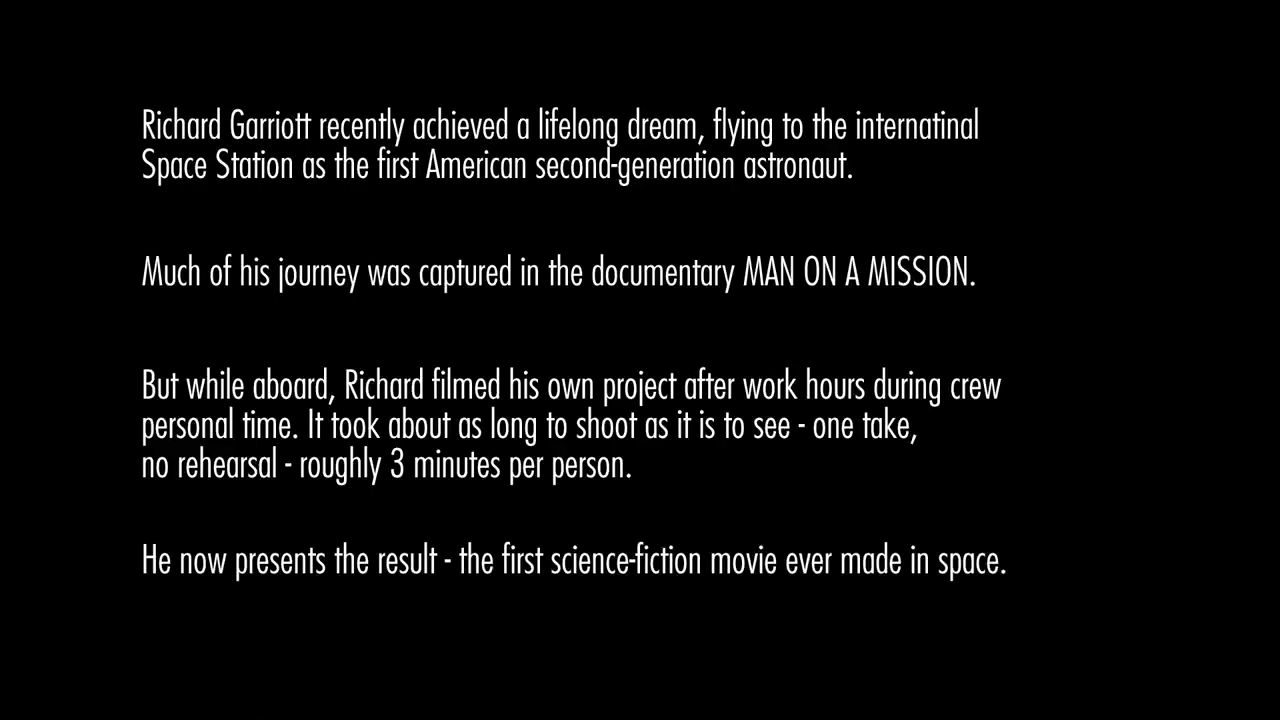 Richard Garriott recently achieved a lifelong dream, flying to the internatinal
Space Station as the first American second-generation astronaut.
Much of his journey was captured in the documentary MAN ON A MISSION.
But while aboard, Richard filmed his own project after work hours during crew
personal time. It took about as long to shoot as it is to see - one take,
no rehearsal - roughly 3 minutes per person.
He now presents the result - the first science-fiction movie ever made in space.